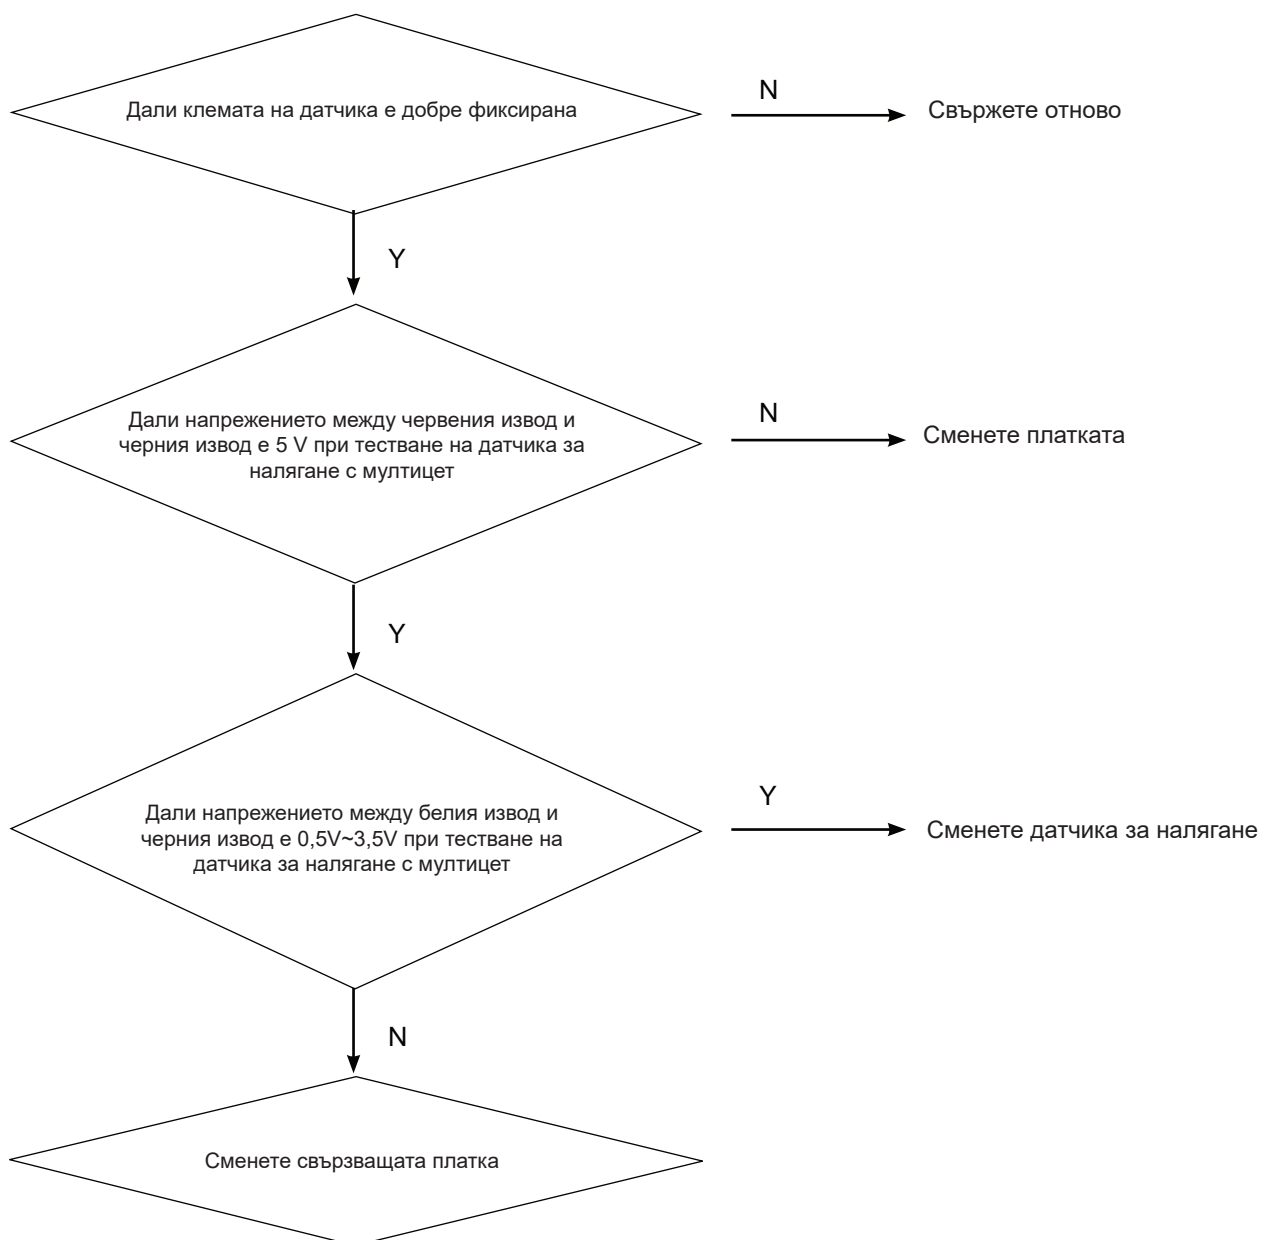 Дали клемата на датчика е добре фиксирана
N
Свържете отново
Y
Дали напрежението между червения извод и
черния извод е 5 V при тестване на датчика за
налягане с мултицет
N
Сменете платката
Y
Дали напрежението между белия извод и
черния извод е 0,5V~3,5V при тестване на
датчика за налягане с мултицет
Y
Сменете датчика за налягане
N
Сменете свързващата платка